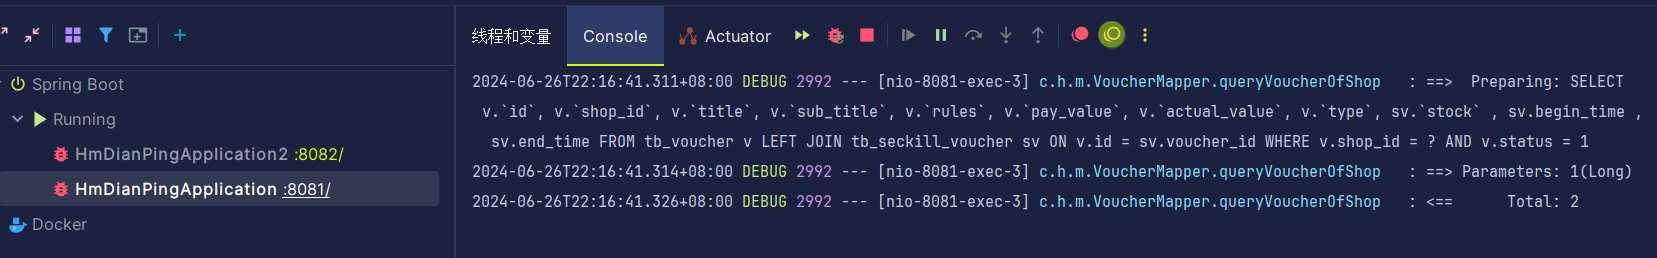 线程和变量 Console Actuator
Spring Boot
Running
HmDianPingApplication2 :8082/
HmDianPingApplication :8081/
Docker
2024-06-26T22:16:41.311+08:00 DEBUG 2992 --- [nio-8081-exec-3] c.h.m.VoucherMapper.queryVoucherOfShop : ==> Preparing: SELECT
v.`id`, v.`shop_id`, v.`title`, v.`sub_title`, v.`rules`, v.`pay_value`, v.`actual_value`, v.`type`, sv.`stock` , sv.begin_time ,
sv.end_time FROM tb_voucher v LEFT JOIN tb_seckill_voucher sv ON v.id = sv.voucher_id WHERE v.shop_id = ? AND v.status = 1
2024-06-26T22:16:41.314+08:00 DEBUG 2992 --- [nio-8081-exec-3] c.h.m.VoucherMapper.queryVoucherOfShop : ==> Parameters: 1(Long)
2024-06-26T22:16:41.326+08:00 DEBUG 2992 --- [nio-8081-exec-3] c.h.m.VoucherMapper.queryVoucherOfShop : <== Total: 2